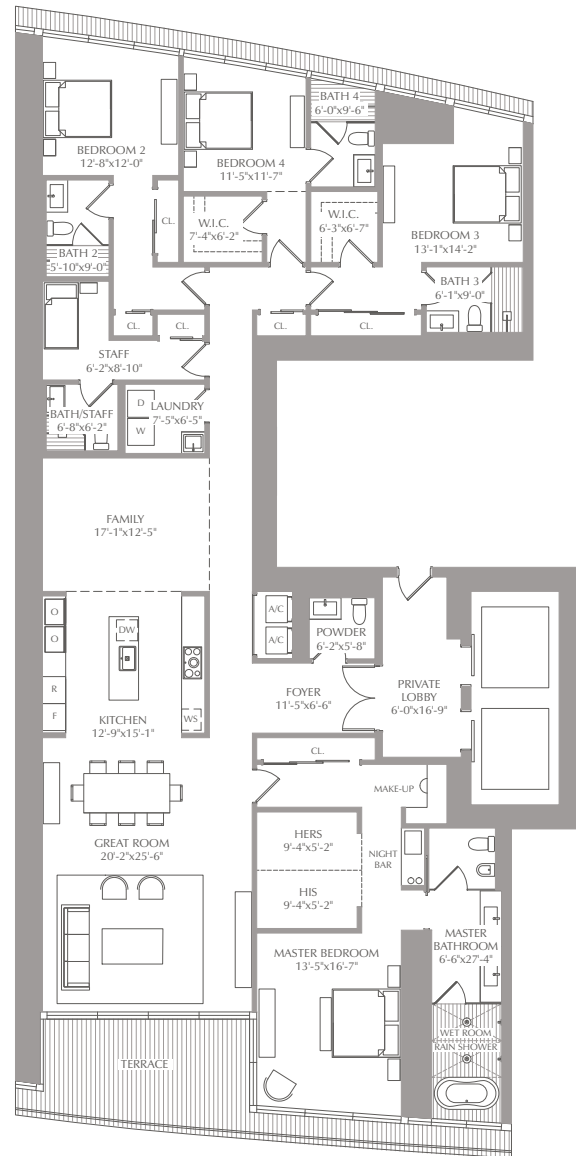 BATH 4
6'-0"x9'-6"
BEDROOM 2
12'-8"x12'-0"
BEDROOM 4
11'-5"x11'-7"
CL.
W.I.C.
7'-4"x6'-2"
W.I.C.
6'-3"x6'-7"
BEDROOM 3
13'-1"x14'-2"
BATH 2
5'-10"x9'-0"
BATH 3
6'-1"x9'-0"
CL.
CL.
CL.
CL.
STAFF
6'-2"x8'-10"
BATH/STAFF
6'-8"x6'-2"
D
W
LAUNDRY
7'-5"x6'-5"
FAMILY
17'-1"x12'-5"
O
O
R
F
DW
WS
KITCHEN
12'-9"x15'-1"
A/C
A/C
POWDER
6'-2"x5'-8"
FOYER
11'-5"x6'-6"
PRIVATE
LOBBY
6'-0"x16'-9"
CL.
MAKE-UP
GREAT ROOM
20'-2"x25'-6"
HERS
9'-4"x5'-2"
HIS
9'-4"x5'-2"
NIGHT
BAR
MASTER BEDROOM
13'-5"x16'-7"
MASTER
BATHROOM
6'-6"x27'-4"
WET ROOM
RAIN SHOWER
TERRACE